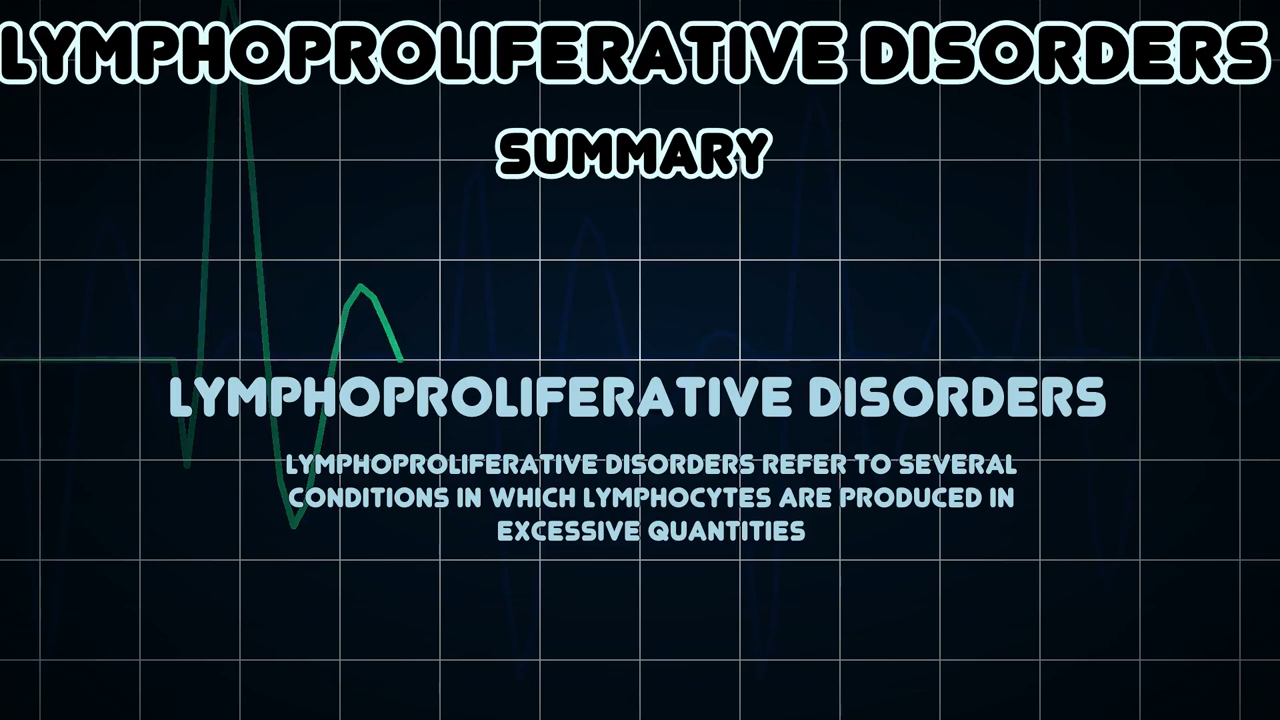 LYMPHOPROLIFERATIVE DISORDERS
SUMMARY
LYMPHOPROLIFERATIVE DISORDERS
LYMPHOPROLIFERATIVE DISORDERS REFER TO SEVERAL
CONDITIONS IN WHICH LYMPHOCYTES ARE PRODUCED IN
EXCESSIVE QUANTITIES